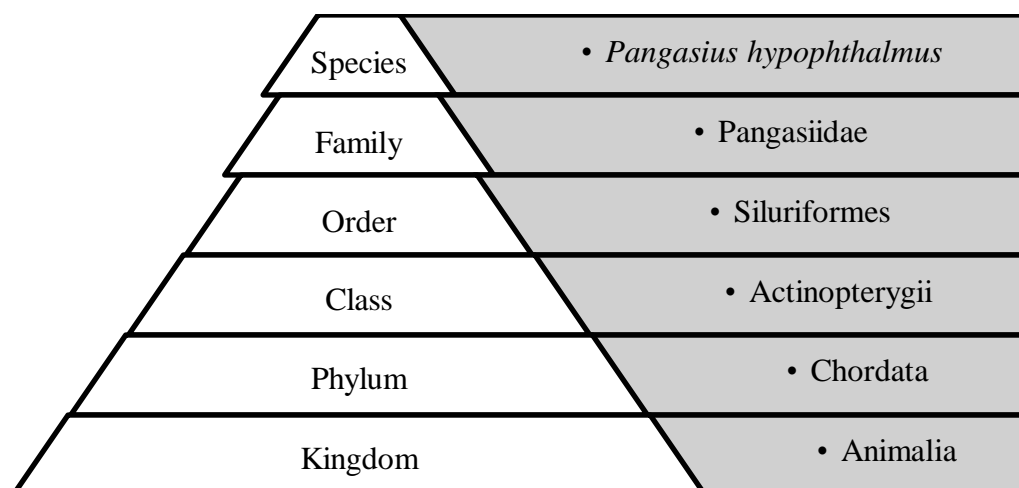 Species
• Pangasius hypophthalmus
Family
• Pangasiidae
Order
• Siluriformes
Class
• Actinopterygii
Phylum
• Chordata
Kingdom
• Animalia